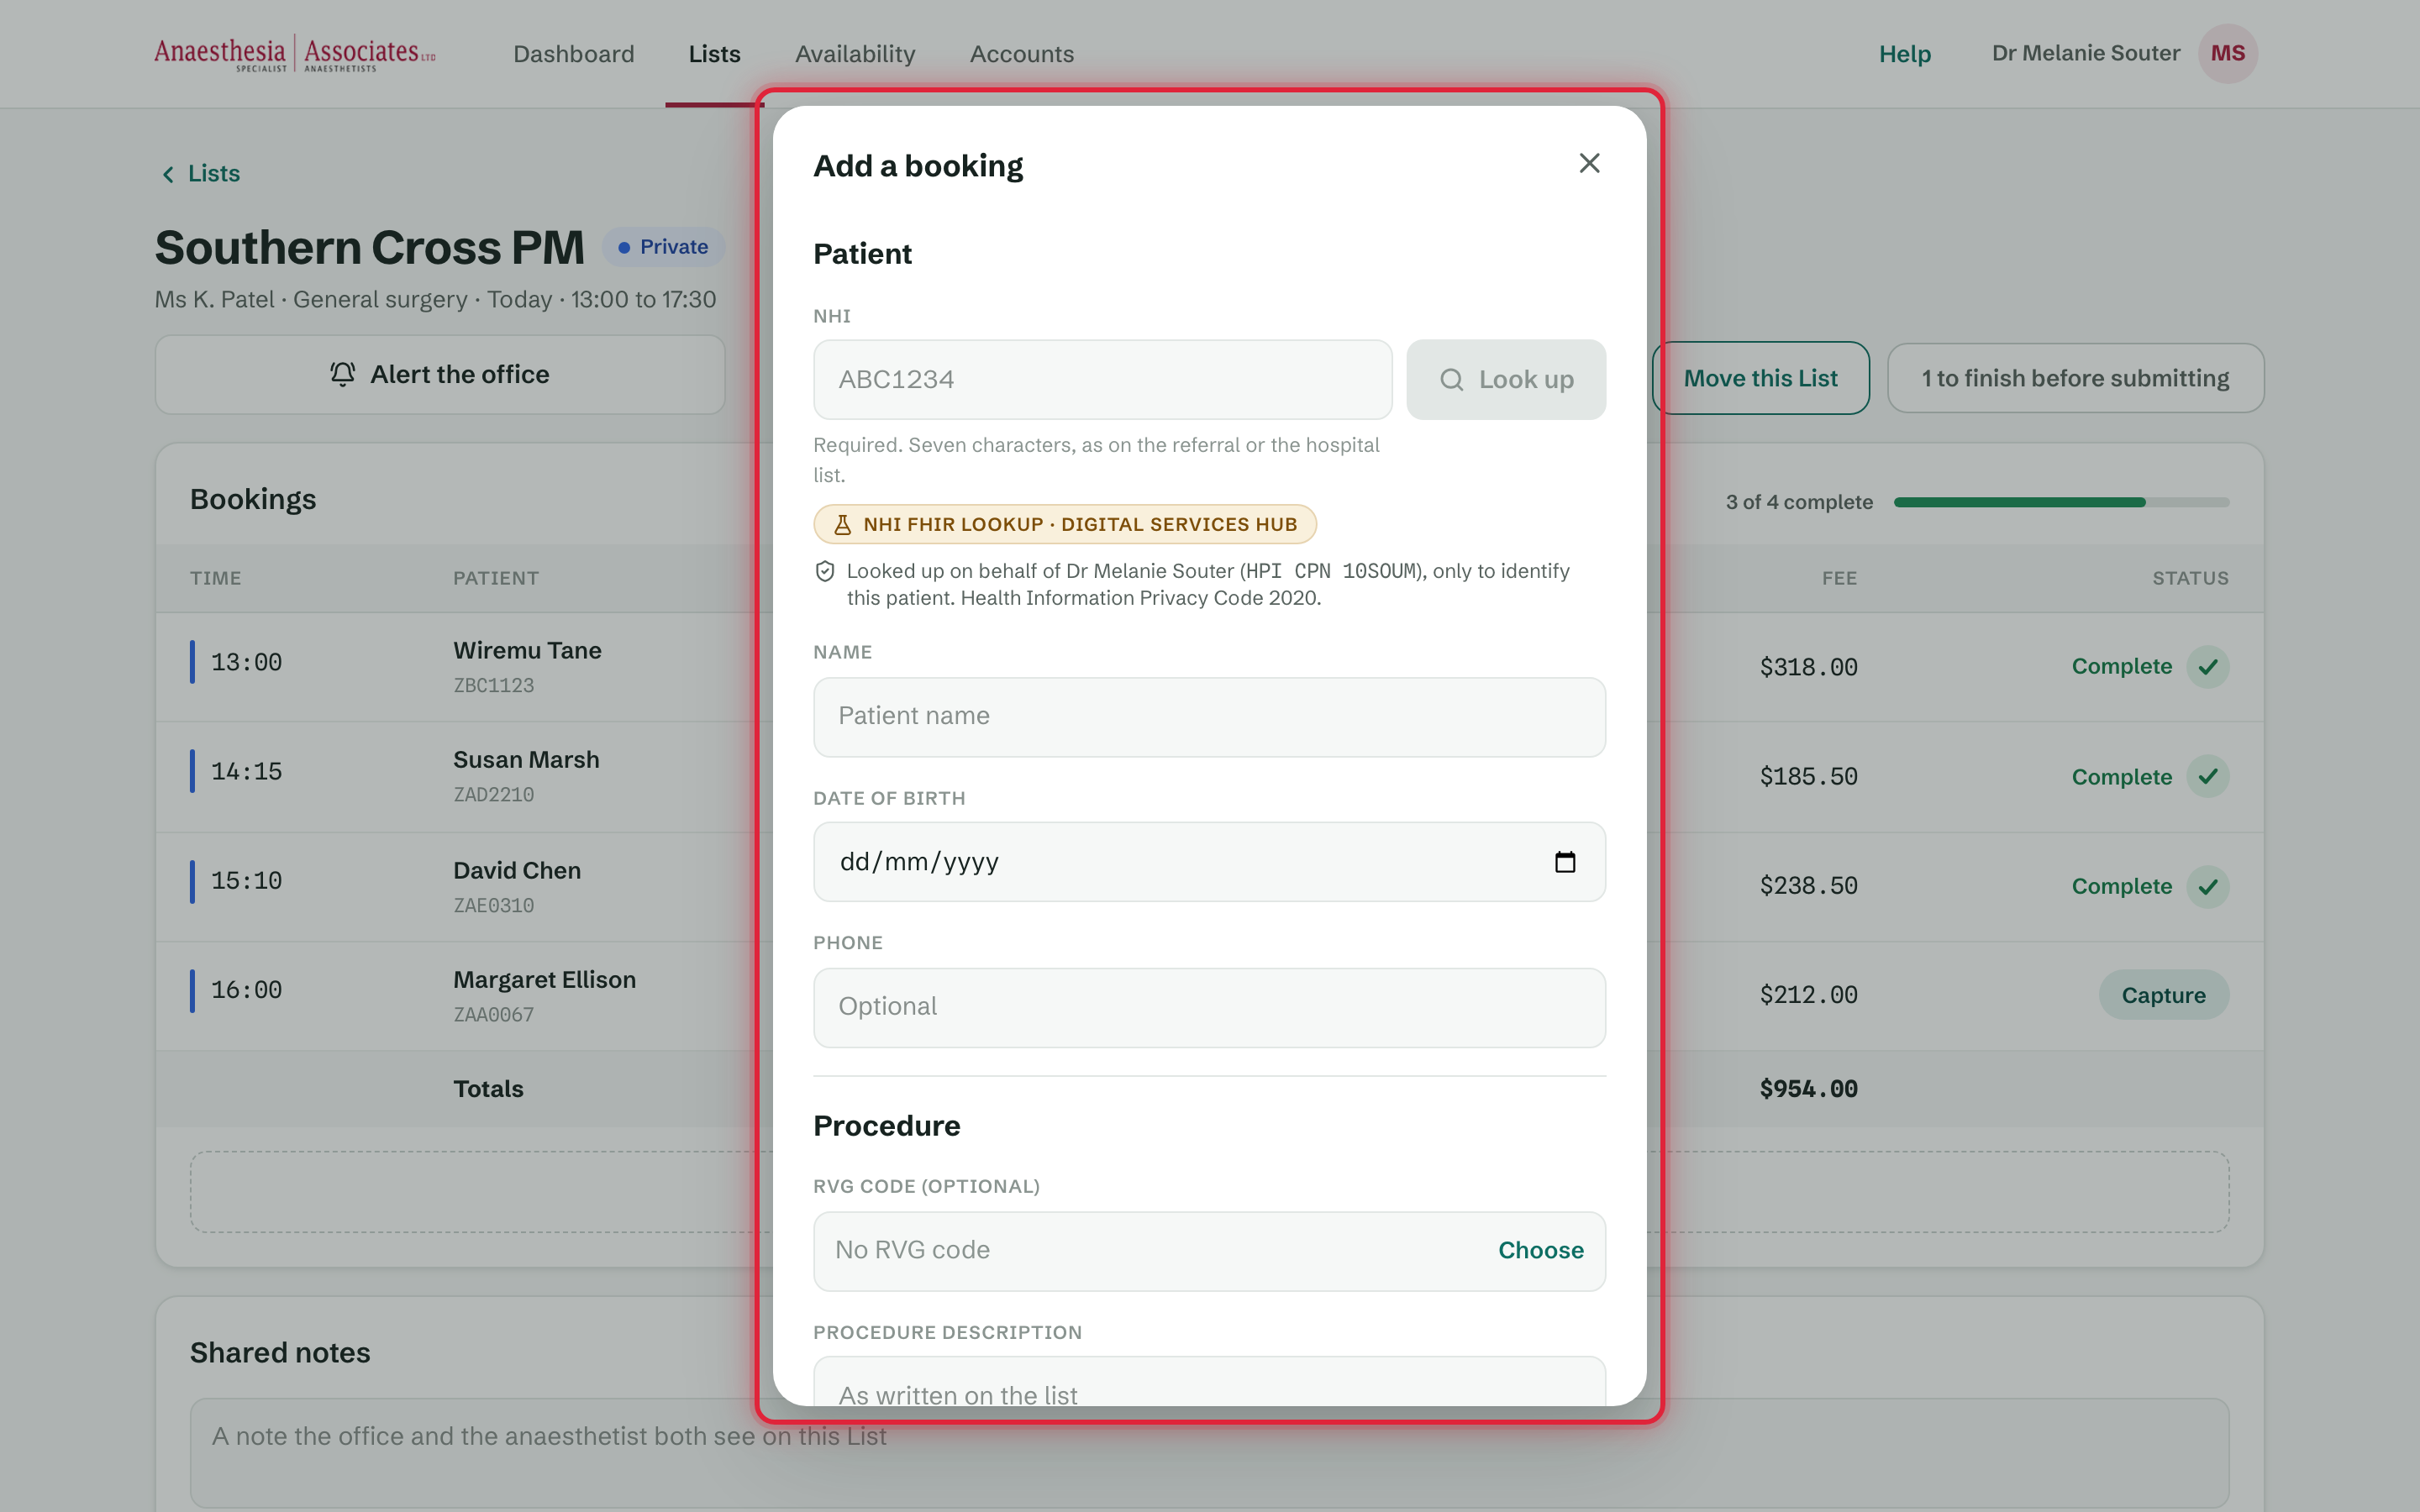 Anaesthesia | Associates LTD
SPECIALIST ANAESTHETISTS
Dashboard
Lists
Availability
Accounts
Help
Dr Melanie Souter
MS
Lists
Southern Cross PM
Private
Ms K. Patel · General surgery · Today · 13:00 to 17:30
Alert the office
Move this List
1 to finish before submitting
Bookings
3 of 4 complete
TIME PATIENT FEE STATUS
13:00 Wiremu Tane $318.00 Complete
ZBC1123
14:15 Susan Marsh $185.50 Complete
ZAD2210
15:10 David Chen $238.50 Complete
ZAE0310
16:00 Margaret Ellison $212.00 Capture
ZAA0067
Totals $954.00
Shared notes
A note the office and the anaesthetist both see on this List
Add a booking
Patient
NHI
ABC1234
Look up
Required. Seven characters, as on the referral or the hospital
list.
NHI FHIR LOOKUP · DIGITAL SERVICES HUB
Looked up on behalf of Dr Melanie Souter (HPI CPN 10SOUM), only to identify
this patient. Health Information Privacy Code 2020.
NAME
Patient name
DATE OF BIRTH
dd/mm/yyyy
PHONE
Optional
Procedure
RVG CODE (OPTIONAL)
No RVG code
Choose
PROCEDURE DESCRIPTION
As written on the list